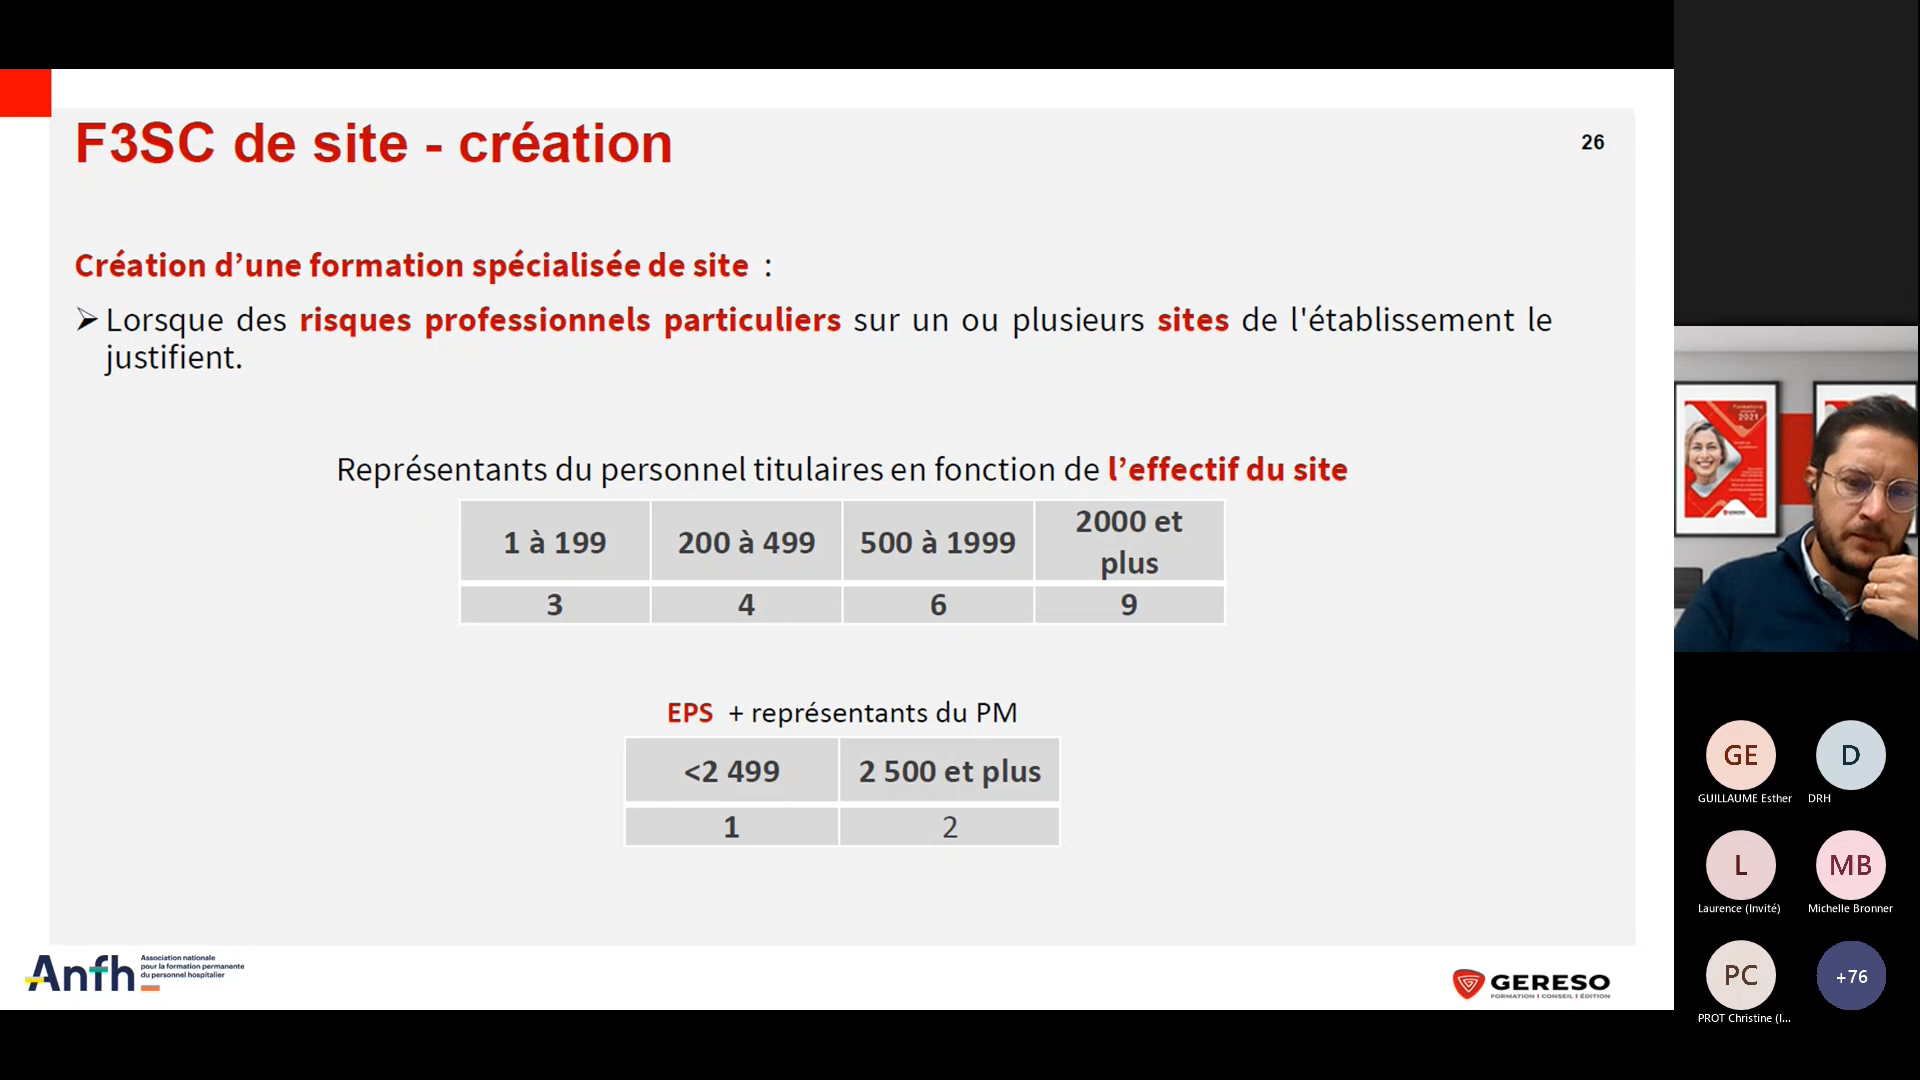 F3SC de site - création
26
Création d’une formation spécialisée de site :
➢ Lorsque des risques professionnels particuliers sur un ou plusieurs sites de l'établissement le
justifient.
Représentants du personnel titulaires en fonction de l’effectif du site
1 à 199
200 à 499
500 à 1999
2000 et
plus
3
4
6
9
EPS + représentants du PM
<2 499
2 500 et plus
1
2
Anfh
Association nationale
pour la formation permanente
du personnel hospitalier
GERESO
FORMATION I CONSEIL I ÉDITION
2021
GE
GUILLAUME Esther
D
DRH
L
Laurence (Invité)
MB
Michelle Bronner
PC
PROT Christine (I...
+76